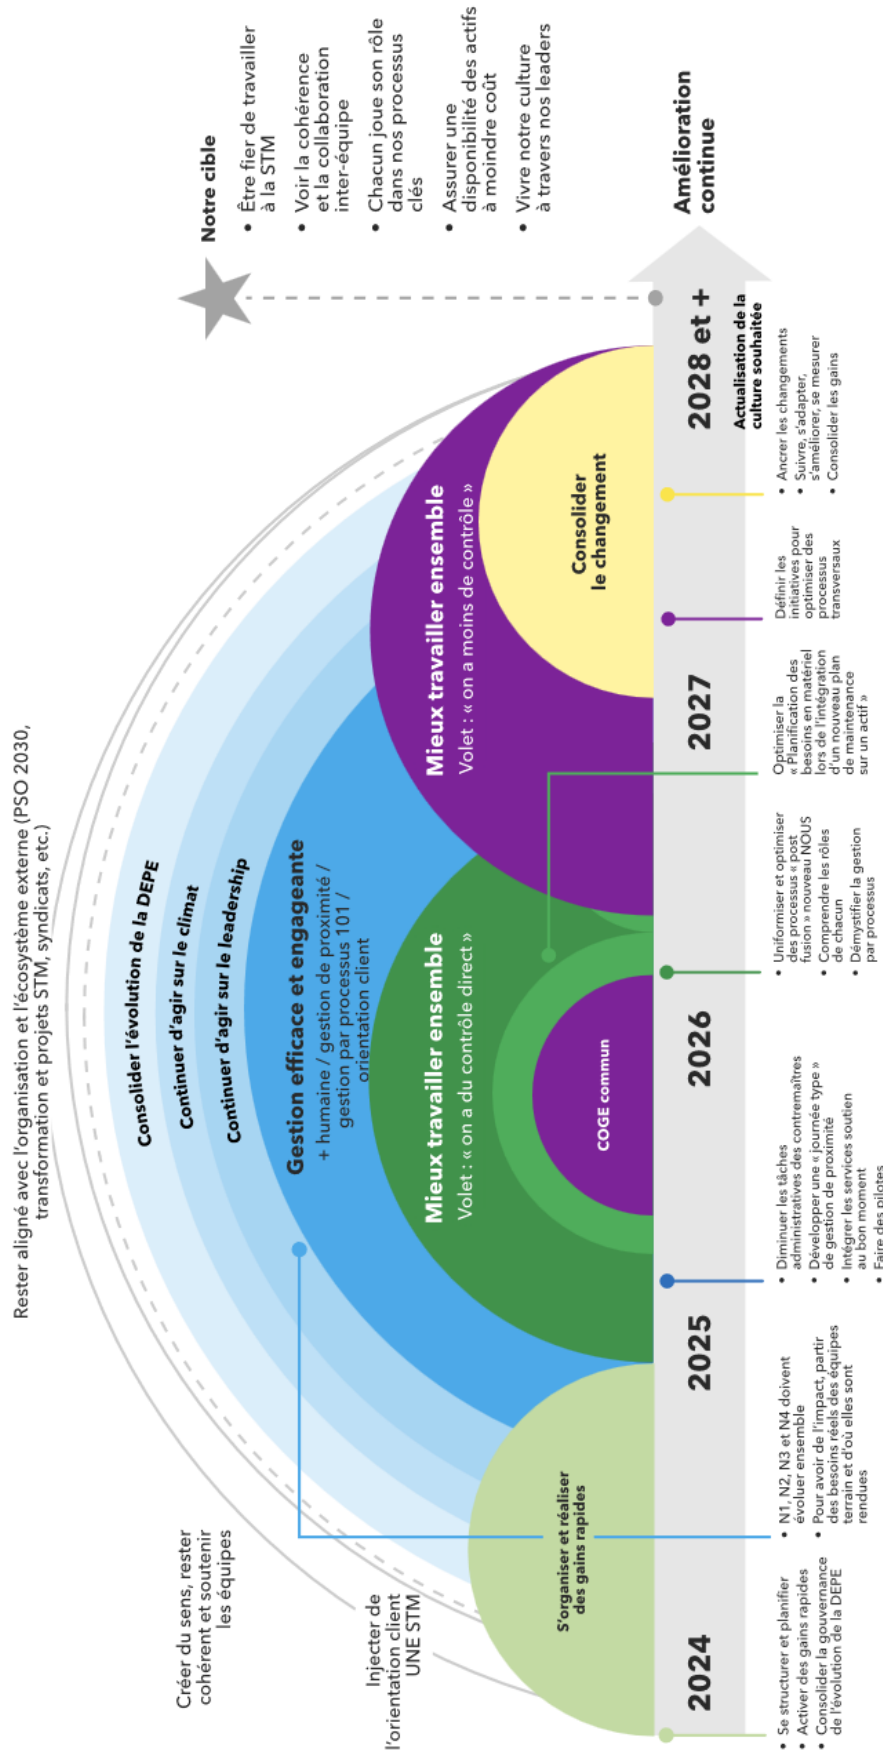 Rester aligné avec l'organisation et l'écosystème externe (PSO 2030,
transformation et projets STM, syndicats, etc.)
Créer du sens, rester
cohérent et soutenir
les équipes
Injecter de
l'orientation client
UNE STM
Consolider l'évolution de la DEPE
Continuer d'agir sur le climat
Continuer d'agir sur le leadership
Gestion efficace et engageante
+ humaine / gestion de proximité /
gestion par processus 101 /
orientation client
Mieux travailler ensemble
Volet : « on a du contrôle direct »
COGE commun
Mieux travailler ensemble
Volet : « on a moins de contrôle »
Consolider
le changement
S'organiser et réaliser
des gains rapides
Notre cible
• Être fier de travailler
à la STM
• Voir la cohérence
et la collaboration
inter-équipe
• Chacun joue son rôle
dans nos processus
clés
• Assurer une
disponibilité des actifs
à moindre coût
• Vivre notre culture
à travers nos leaders
2024
2025
2026
2027
2028 et +
Amélioration
continue
Actualisation de la
culture souhaitée
• Se structurer et planifier
• Activer des gains rapides
• Consolider la gouvernance
de l'évolution de la DEPE
• N1, N2, N3 et N4 doivent
évoluer ensemble
• Pour avoir de l'impact, partir
des besoins réels des équipes
terrain et d'où elles sont
rendues
• Diminuer les tâches
administratives des contremaîtres
• Développer une « journée type »
de gestion de proximité
• Intégrer les services soutien
au bon moment
• Faire des pilotes
• Uniformiser et optimiser
des processus « post
fusion » nouveau NOUS
• Comprendre les rôles
de chacun
• Démystifier la gestion
par processus
Optimiser la
« Planification des
besoins en matériel
lors de l'intégration
d'un nouveau plan
de maintenance
sur un actif »
Définir les
initiatives pour
optimiser des
processus
transversaux
• Ancrer les changements
• Suivre, s'adapter,
s'améliorer, se mesurer
• Consolider les gains